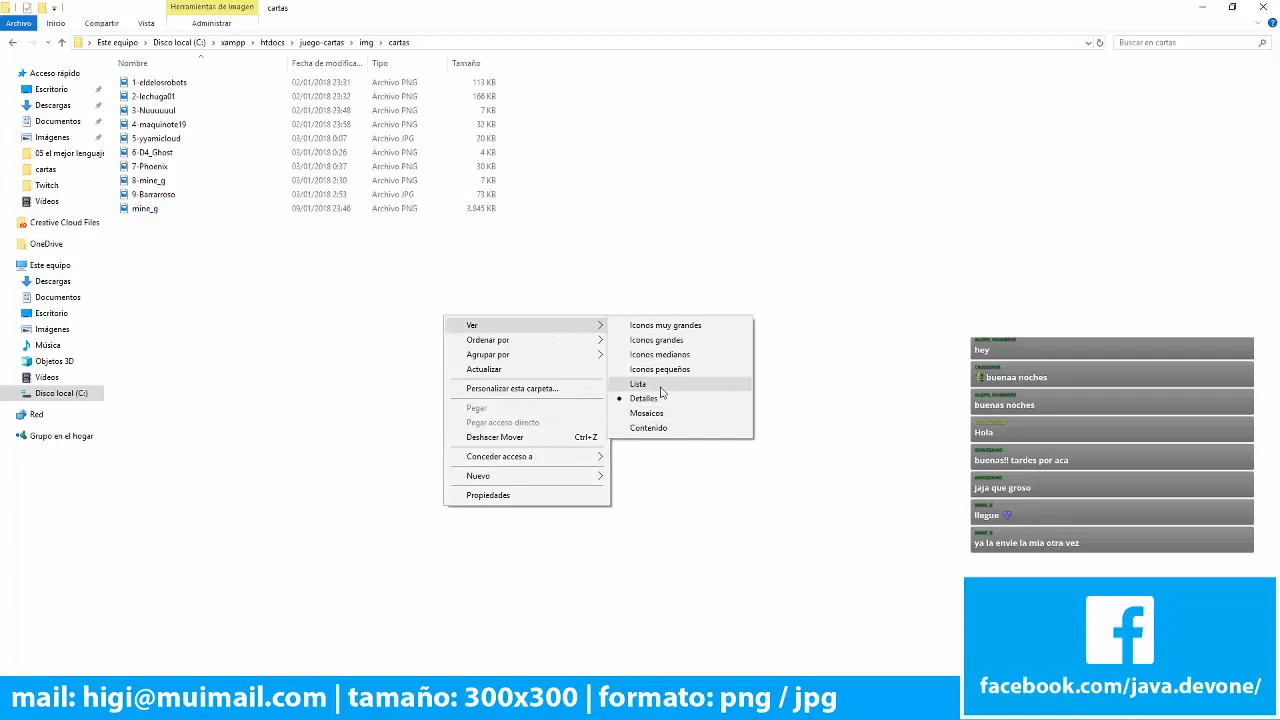 Herramientas de imagen
cartas
Archivo
Inicio
Compartir
Vista
Administrar
Este equipo
Disco local (C:)
xampp
htdocs
juego-cartas
img
cartas
Buscar en cartas
Nombre
Fecha de modifica...
Tipo
Tamaño
1-eldelosrobots 02/01/2018 23:31 Archivo PNG 113 KB
2-lechuga01 02/01/2018 23:32 Archivo PNG 166 KB
3-Nuuuuuul 02/01/2018 23:48 Archivo PNG 7 KB
4-maquinote19 02/01/2018 23:58 Archivo PNG 32 KB
5-yyamicloud 03/01/2018 0:07 Archivo JPG 20 KB
6-D4_Ghost 03/01/2018 0:26 Archivo PNG 4 KB
7-Phoenix 03/01/2018 0:37 Archivo PNG 30 KB
8-mine_g 03/01/2018 2:30 Archivo PNG 7 KB
9-Barrarroso 03/01/2018 2:53 Archivo JPG 73 KB
mine_g 09/01/2018 23:46 Archivo PNG 3.845 KB
Acceso rápido
Escritorio
Descargas
Documentos
Imágenes
05 el mejor lenguaje
cartas
Twitch
Vídeos
Creative Cloud Files
OneDrive
Este equipo
Descargas
Documentos
Escritorio
Imágenes
Música
Objetos 3D
Vídeos
Disco local (C:)
Red
Grupo en el hogar
Ver
Ordenar por
Agrupar por
Actualizar
Personalizar esta carpeta...
Pegar
Pegar acceso directo
Deshacer Mover Ctrl+Z
Conceder acceso a
Nuevo
Propiedades
Iconos muy grandes
Iconos grandes
Iconos medianos
Iconos pequeños
Lista
Detalles
Mosaicos
Contenido
hey
buenaa noches
buenas noches
Hola
buenas!! tardes por aca
jaja que groso
MINE_G
llegue
MINE_G
ya la envie la mia otra vez
facebook.com/java.devone/
mail: higi@muimail.com | tamaño: 300x300 | formato: png / jpg